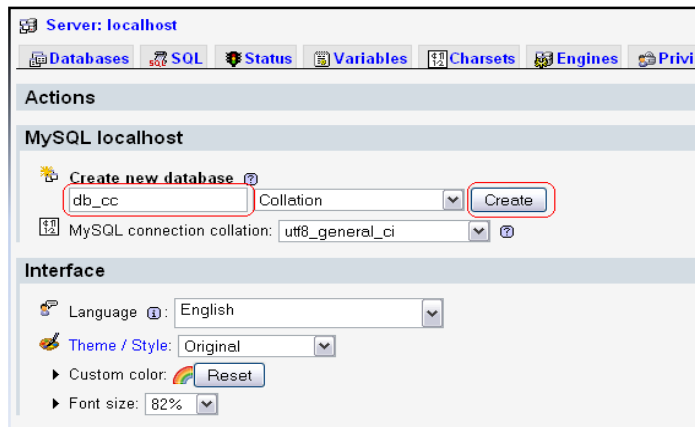 Server: localhost
Databases SQL Status Variables Charsets Engines Privi
Actions
MySQL localhost
Create new database
db_cc Collation Create
MySQL connection collation: utf8_general_ci
Interface
Language : English
Theme / Style: Original
Custom color: Reset
Font size: 82%